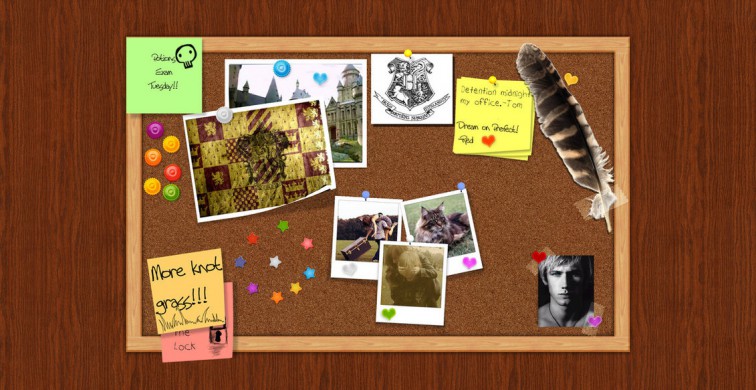 Potions
Exam
Tuesday!!
Detention midnight
my office.-Tom
Dream on Prefect!
Red
More knot
grass!!!
the
Lock